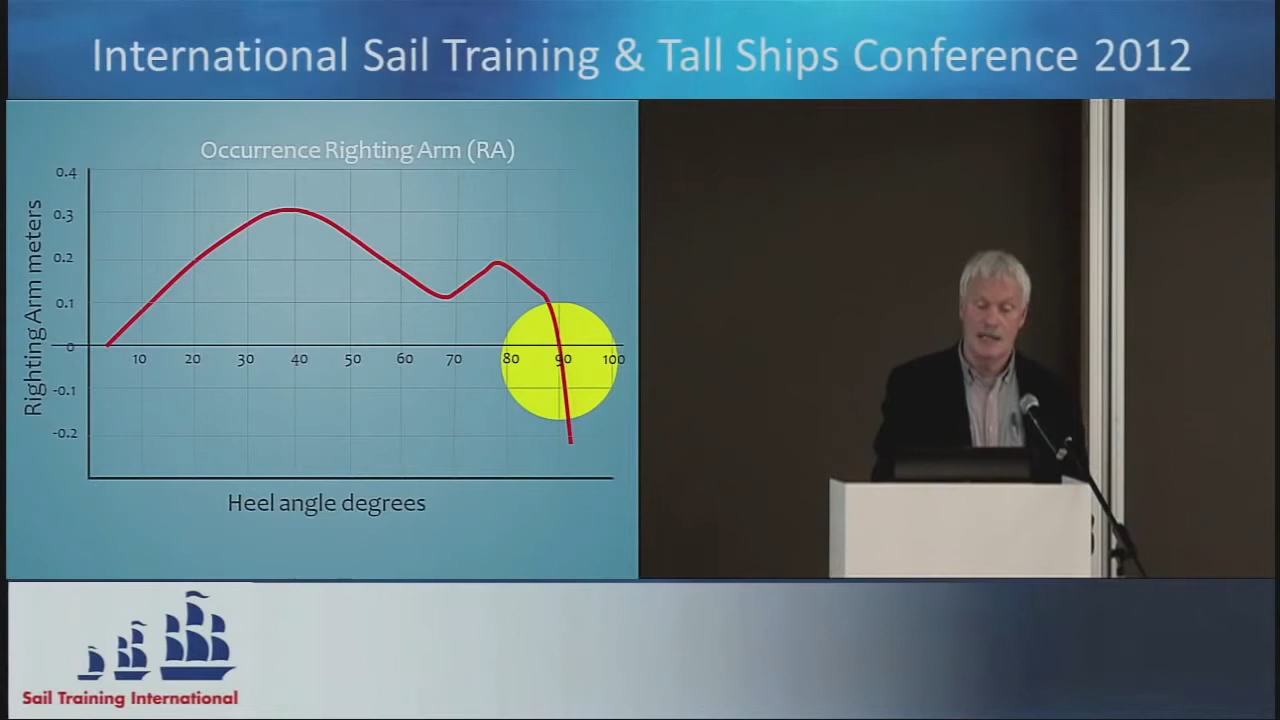 International Sail Training & Tall Ships Conference 2012
Occurrence Righting Arm (RA)
Righting Arm meters
0.4
0.3
0.2
0.1
0
-0.1
-0.2
10 20 30 40 50 60 70 80 90 100
Heel angle degrees
Sail Training International